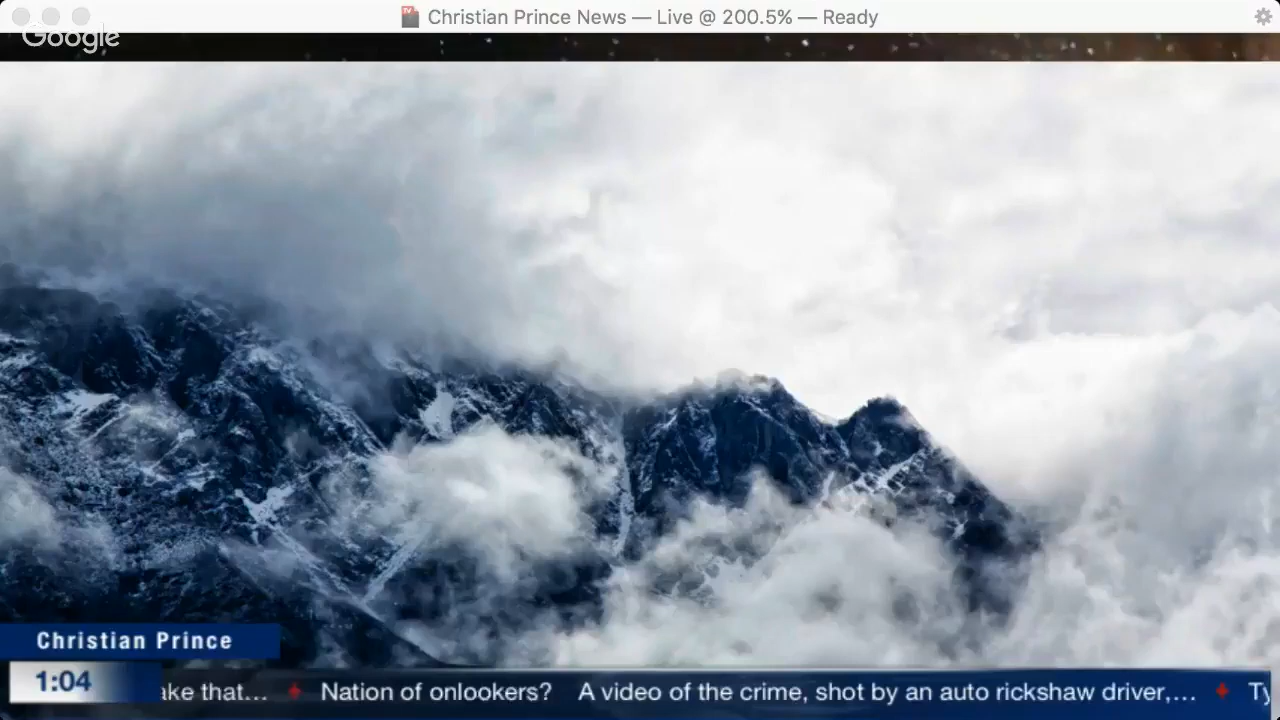 Christian Prince News — Live @ 200.5% — Ready
Google
Christian Prince
1:04
ake that... Nation of onlookers? A video of the crime, shot by an auto rickshaw driver,... Ty